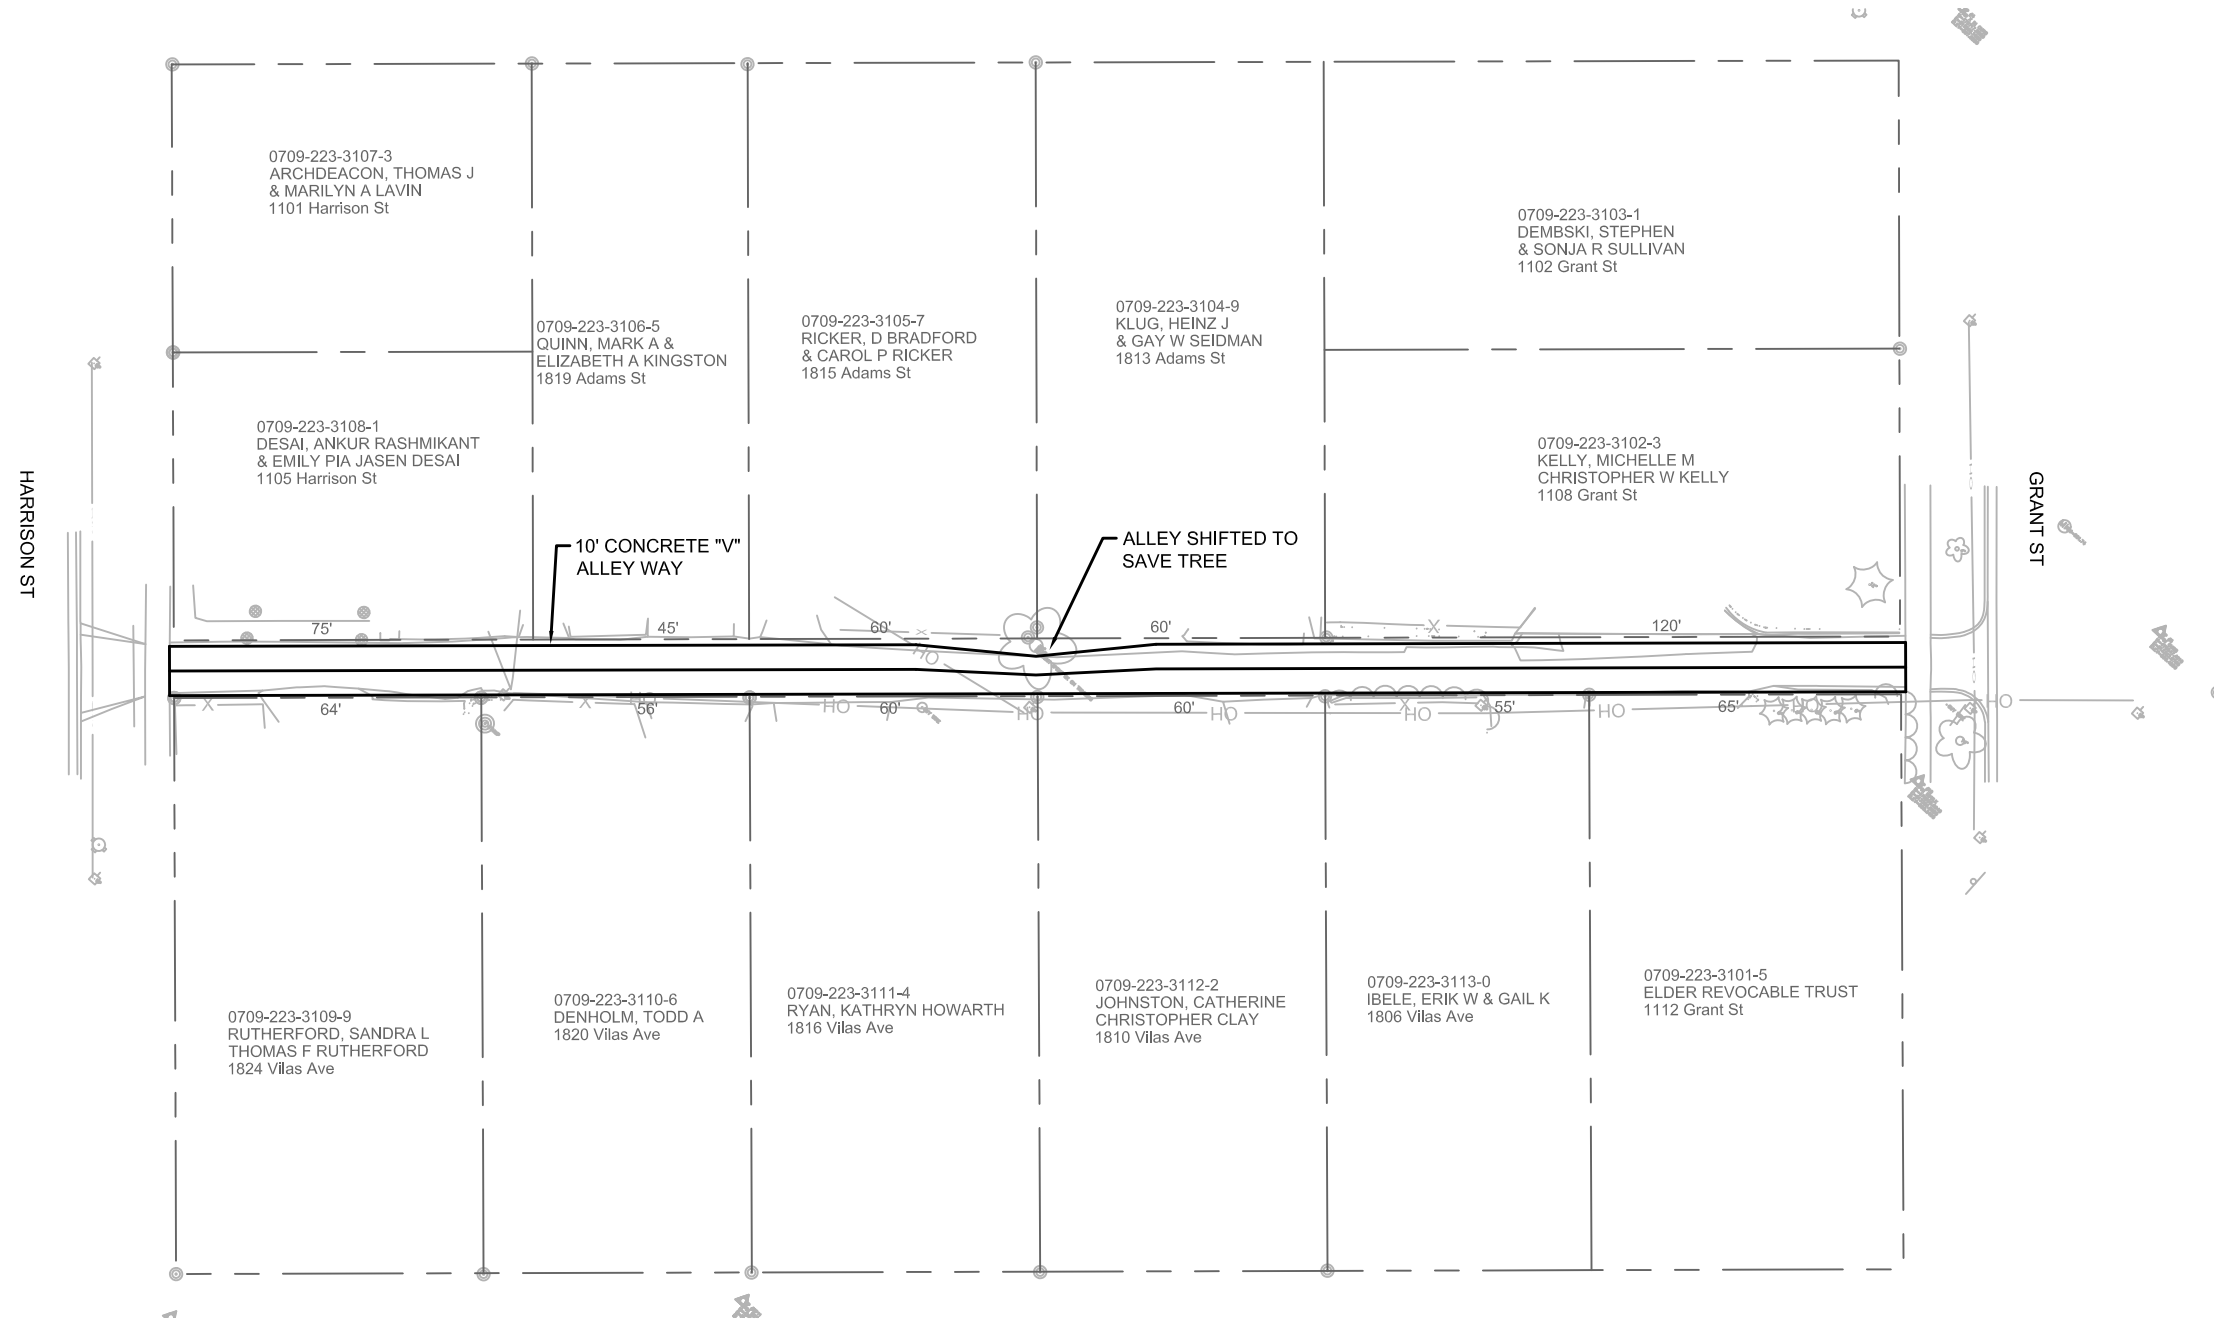 0709-223-3107-3
ARCHDEACON, THOMAS J
& MARILYN A LAVIN
1101 Harrison St
0709-223-3103-1
DEMBSKI, STEPHEN
& SONJA R SULLIVAN
1102 Grant St
0709-223-3106-5
QUINN, MARK A &
ELIZABETH A KINGSTON
1819 Adams St
0709-223-3105-7
RICKER, D BRADFORD
& CAROL P RICKER
1815 Adams St
0709-223-3104-9
KLUG, HEINZ J
& GAY W SEIDMAN
1813 Adams St
0709-223-3108-1
DESAI, ANKUR RASHMIKANT
& EMILY PIA JASEN DESAI
1105 Harrison St
0709-223-3102-3
KELLY, MICHELLE M
CHRISTOPHER W KELLY
1108 Grant St
HARRISON ST
GRANT ST
10' CONCRETE "V"
ALLEY WAY
ALLEY SHIFTED TO
SAVE TREE
75'
45'
60'
60'
120'
X
X
HO
64'
56'
60'
60'
55'
65'
X
X
X
HO
HO
HO
HO
HO
HO
0709-223-3109-9
RUTHERFORD, SANDRA L
THOMAS F RUTHERFORD
1824 Vilas Ave
0709-223-3110-6
DENHOLM, TODD A
1820 Vilas Ave
0709-223-3111-4
RYAN, KATHRYN HOWARTH
1816 Vilas Ave
0709-223-3112-2
JOHNSTON, CATHERINE
CHRISTOPHER CLAY
1810 Vilas Ave
0709-223-3113-0
IBELE, ERIK W & GAIL K
1806 Vilas Ave
0709-223-3101-5
ELDER REVOCABLE TRUST
1112 Grant St